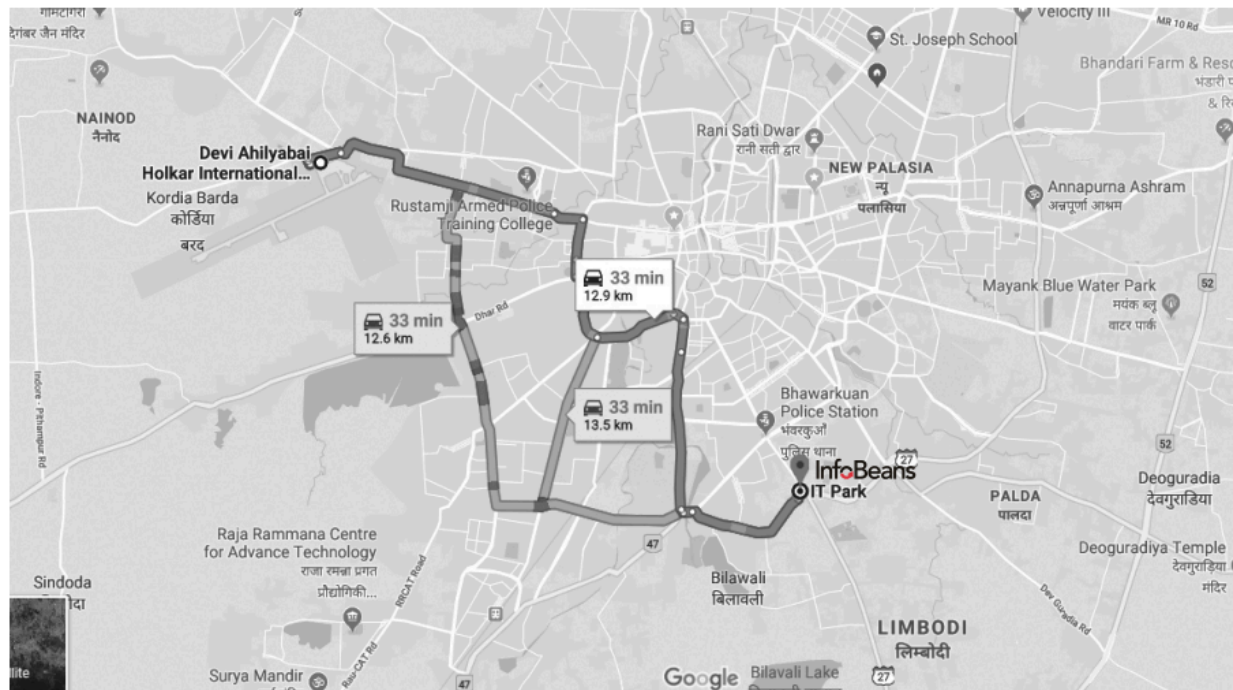 गोमटगिरी
दिगंबर जैन मंदिर
Velocity III
MR 10 Rd
St. Joseph School
Bhandari Farm & Reso
भंडारी
& रि
NAINOD
नैनोद
Rani Sati Dwar
रानी सती द्वार
Devi Ahilyabai
Holkar International...
NEW PALASIA
न्यू
पलासिया
Kordia Barda
कोर्डिया
बरद
Rustamji Armed Police
Training College
Annapurna Ashram
अन्नपूर्णा आश्रम
33 min
12.9 km
52
Mayank Blue Water Park
मयंक ब्लू
वाटर पार्क
Dhar Rd
33 min
12.6 km
Indore - Pithampur Rd
33 min
13.5 km
Bhawarkuan
Police Station
भंवरकुआँ
पुलिस थाना
52
InfoBeans
27
IT Park
Deoguradia
देवगुराडिया
PALDA
पालदा
Raja Rammana Centre
for Advance Technology
राजा रमन्ना प्रगत
प्रौद्योगिकी...
47
RRCAT Road
Deoguradiya Temple
देवगुराडिया
मंदिर
Sindoda
Bilawali
बिलावली
Dev Guradia Rd
LIMBODI
लिम्बोदी
Rau-CAT Rd
Surya Mandir
47
Google
Bilavali Lake
27